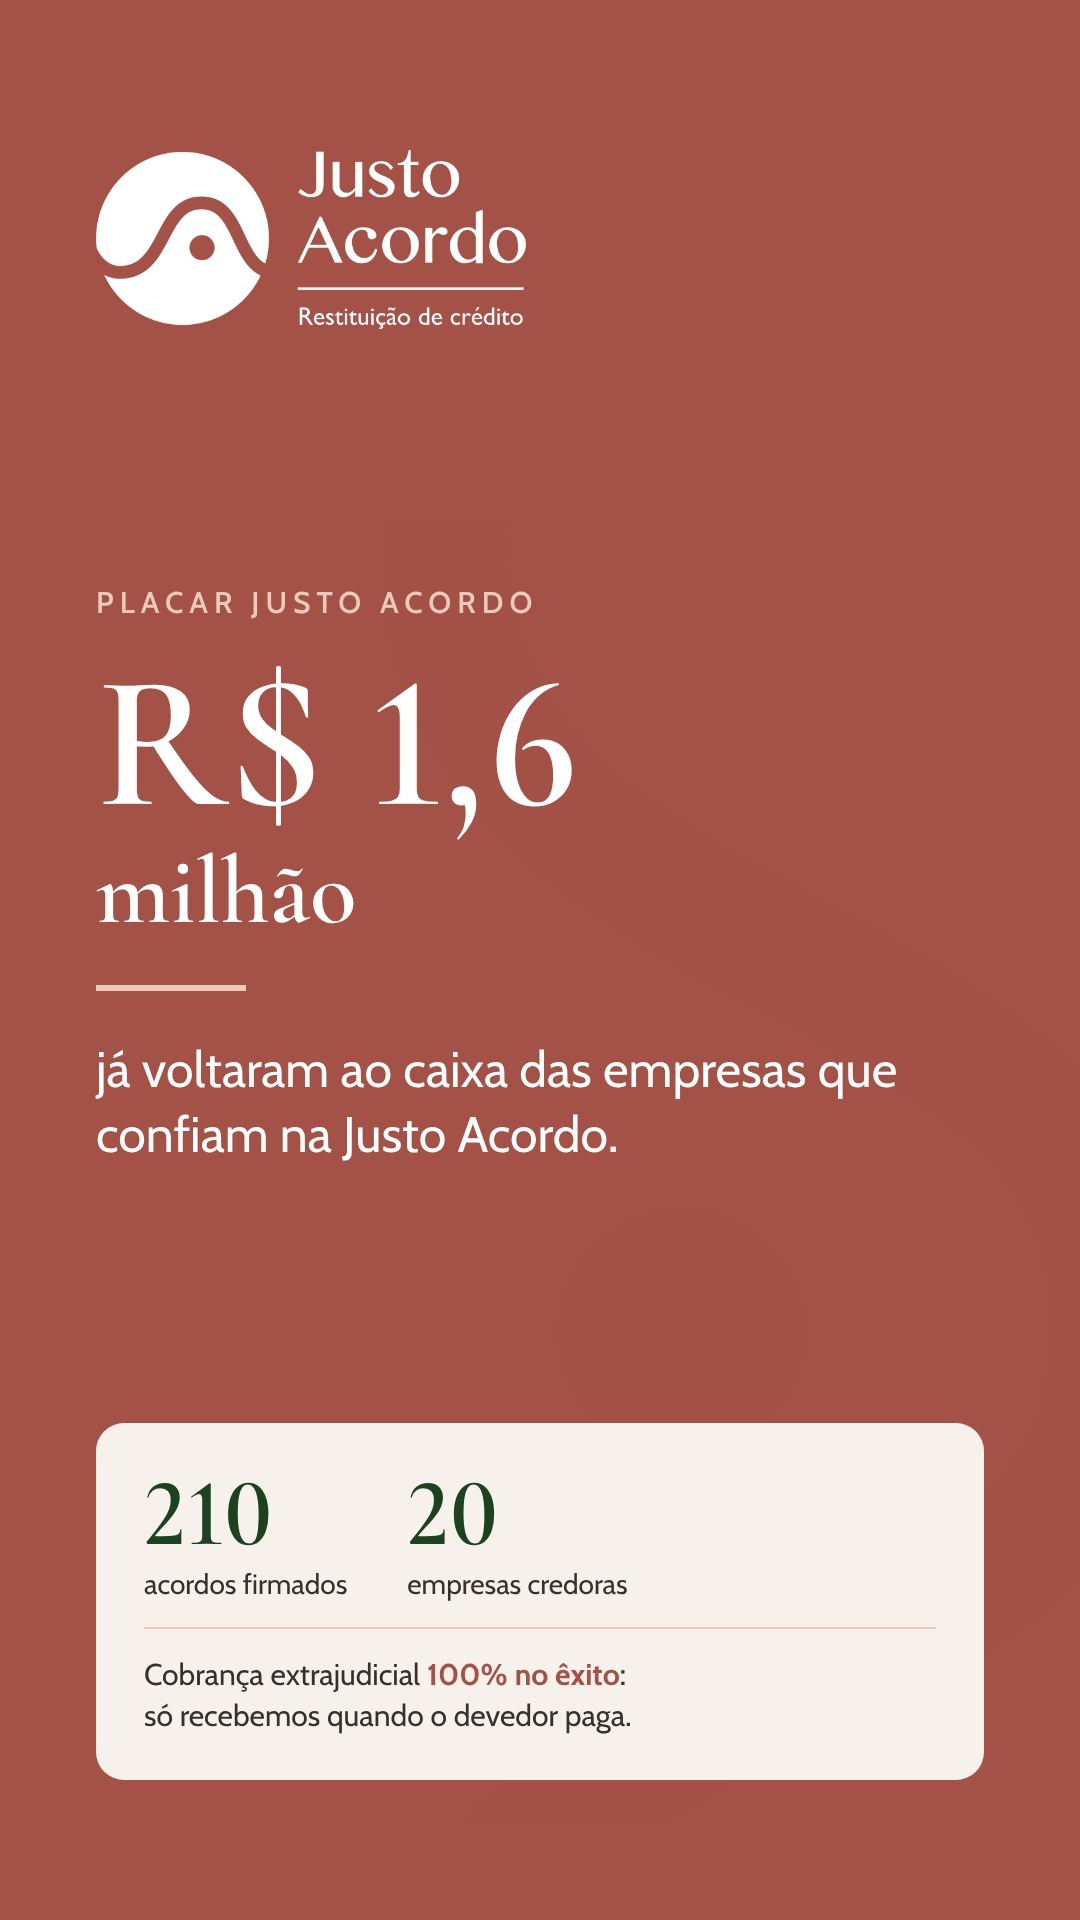 Justo
Acordo
Restituição de crédito
PLACAR JUSTO ACORDO
R$ 1,6
milhão
já voltaram ao caixa das empresas que
confiam na Justo Acordo.
210 20
acordos firmados empresas credoras
Cobrança extrajudicial 100% no êxito:
só recebemos quando o devedor paga.